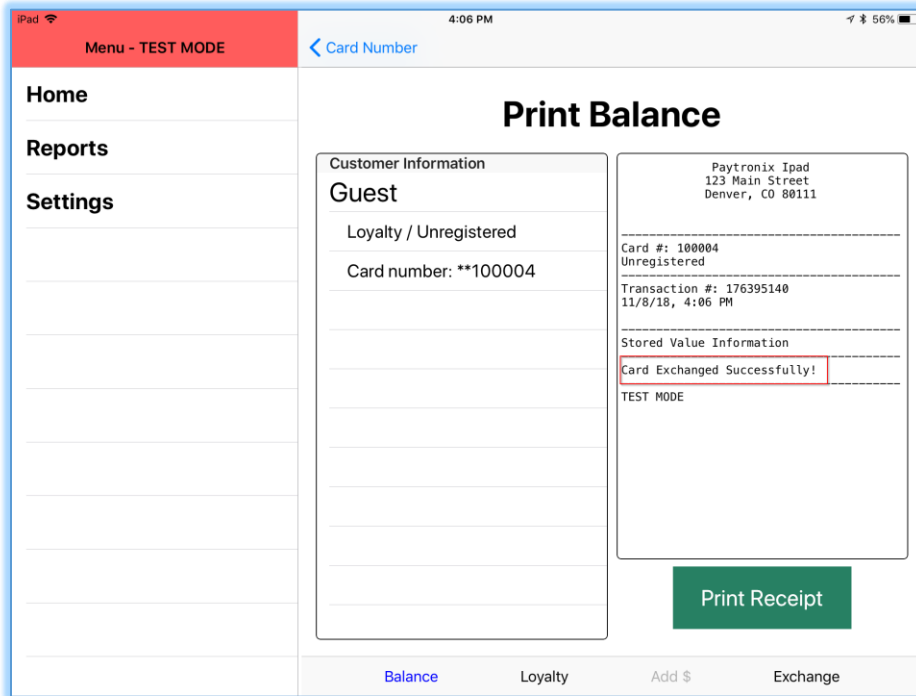 iPad
4:06 PM
56%
Menu - TEST MODE
Card Number
Home
Reports
Settings
Print Balance
Customer Information
Guest
Loyalty / Unregistered
Card number: **100004
Paytronix Ipad
123 Main Street
Denver, CO 80111
Card #: 100004
Unregistered
Transaction #: 176395140
11/8/18, 4:06 PM
Stored Value Information
Card Exchanged Successfully!
TEST MODE
Print Receipt
Balance
Loyalty
Add $
Exchange